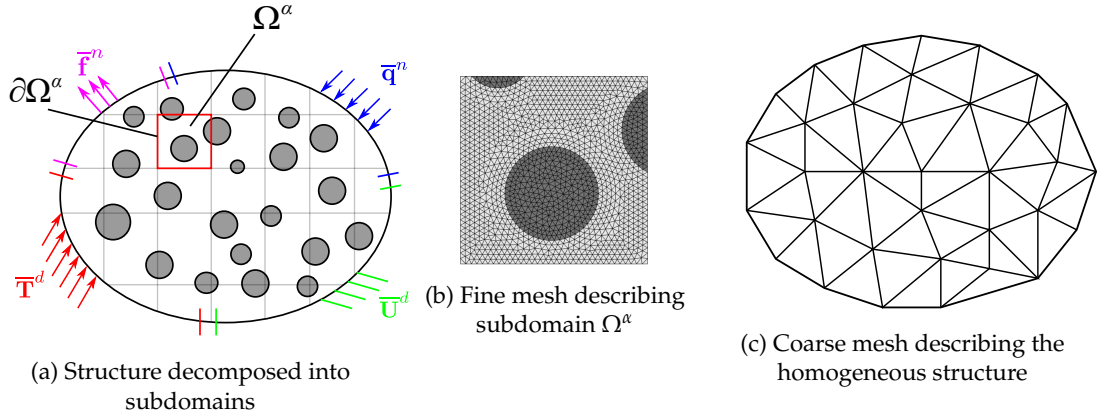 Ω^α
f̅^n
q̅^n
∂Ω^α
T̅^d
U̅^d
(a) Structure decomposed into
subdomains
(b) Fine mesh describing
subdomain Ω^α
(c) Coarse mesh describing the
homogeneous structure